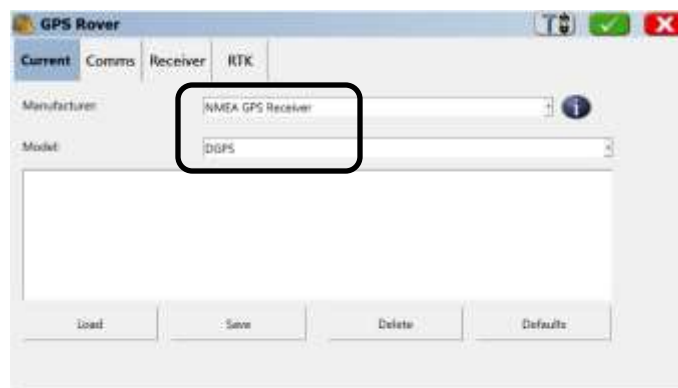 GPS Rover
Current Comms Receiver RTK
Manufacturer: NMEA GPS Receiver
Model: DGPS
Load Save Delete Defaults